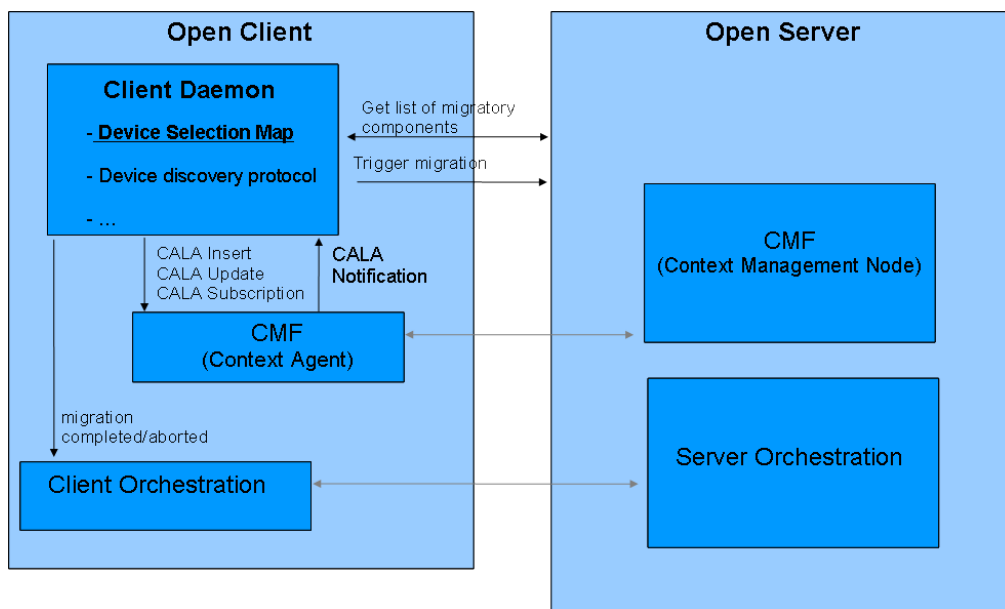 Open Client
Client Daemon
- Device Selection Map
- Device discovery protocol
- ...
CALA Insert
CALA Update
CALA Subscription
CALA
Notification
CMF
(Context Agent)
migration
completed/aborted
Client Orchestration
Get list of migratory
components
Trigger migration
Open Server
CMF
(Context Management Node)
Server Orchestration